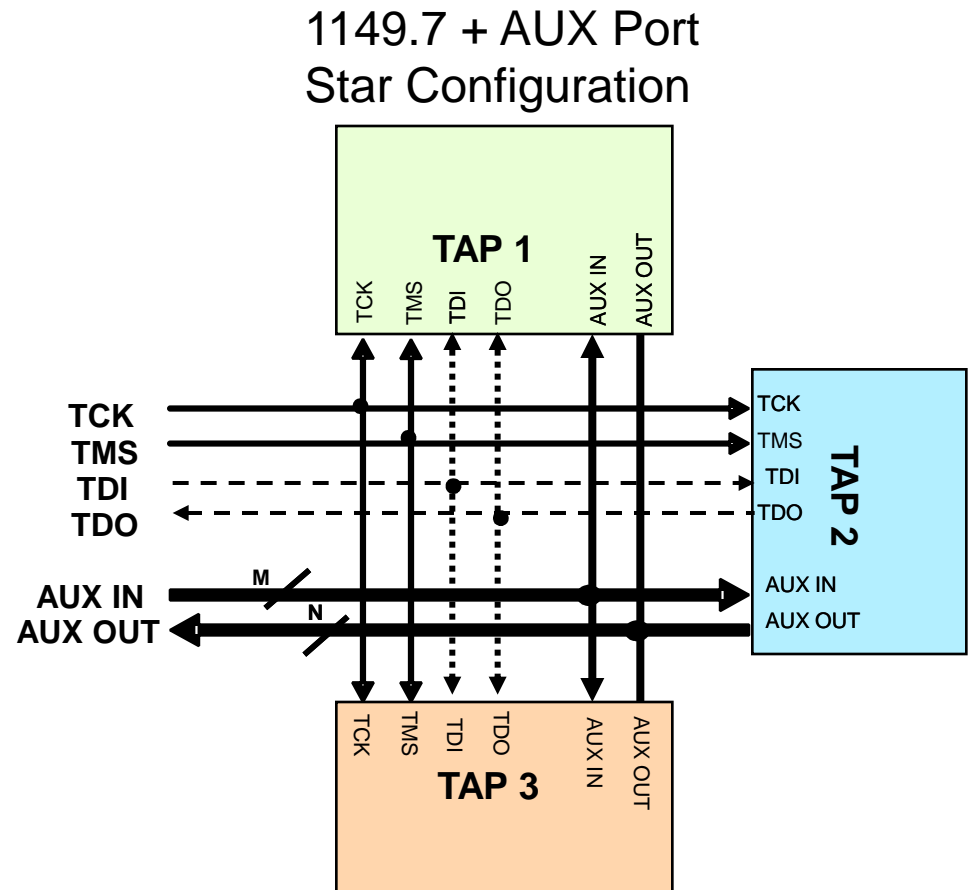 1149.7 + AUX Port
Star Configuration
TAP 1
TCK
TMS
TDI
TDO
AUX IN
AUX OUT
TCK
TMS
TDI
TDO
AUX IN
AUX OUT
M
N
TCK
TMS
TDI
TDO
AUX IN
AUX OUT
TAP 2
TCK
TMS
TDI
TDO
AUX IN
AUX OUT
TAP 3